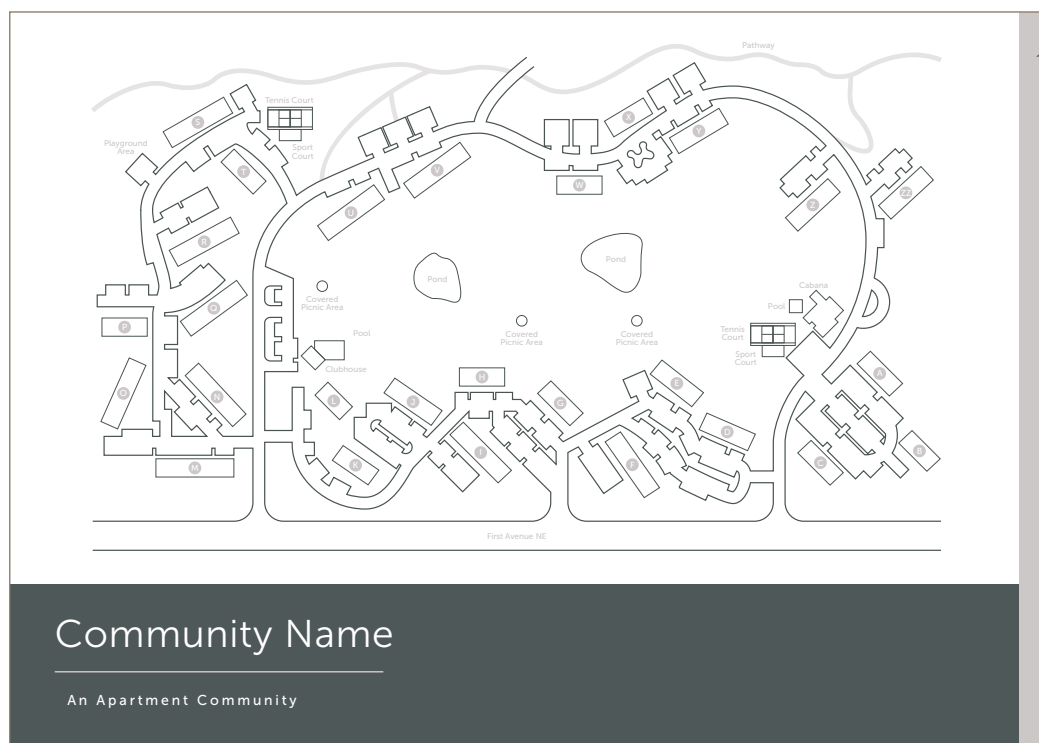 Pathway
Tennis Court
Sport
Court
Playground
Area
S
T
R
Q
P
O
N
M
U
V
W
X
Y
Z
ZZ
Pond
Pond
Covered
Picnic Area
Covered
Picnic Area
Covered
Picnic Area
Pool
Clubhouse
Cabana
Pool
Tennis
Court
Sport
Court
L
K
J
I
H
G
F
E
D
C
B
A
First Avenue NE
Community Name
An Apartment Community